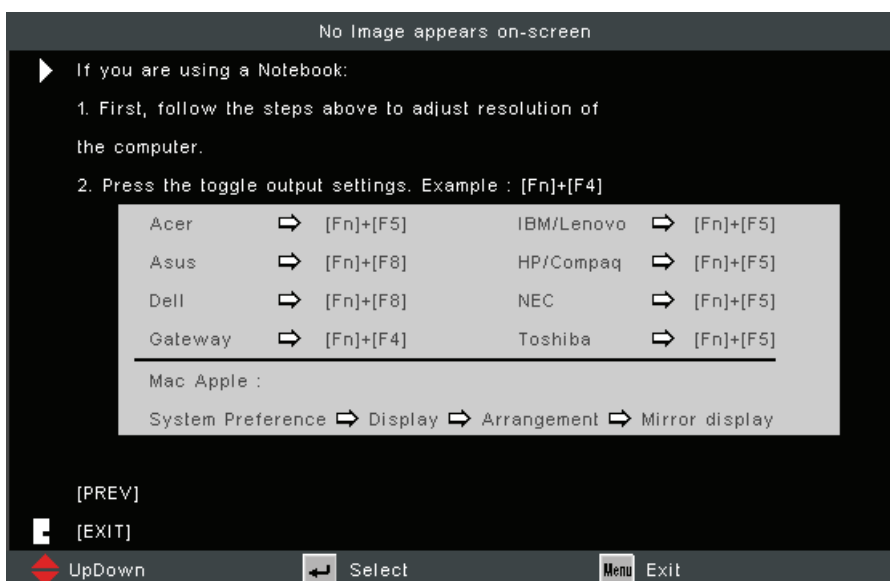 No Image appears on-screen
If you are using a Notebook:
1. First, follow the steps above to adjust resolution of
the computer.
2. Press the toggle output settings. Example : [Fn]+[F4]
Acer ⇨ [Fn]+[F5] IBM/Lenovo ⇨ [Fn]+[F5]
Asus ⇨ [Fn]+[F8] HP/Compaq ⇨ [Fn]+[F5]
Dell ⇨ [Fn]+[F8] NEC ⇨ [Fn]+[F5]
Gateway ⇨ [Fn]+[F4] Toshiba ⇨ [Fn]+[F5]
Mac Apple :
System Preference ⇨ Display ⇨ Arrangement ⇨ Mirror display
[PREV]
[EXIT]
UpDown Select Menu Exit